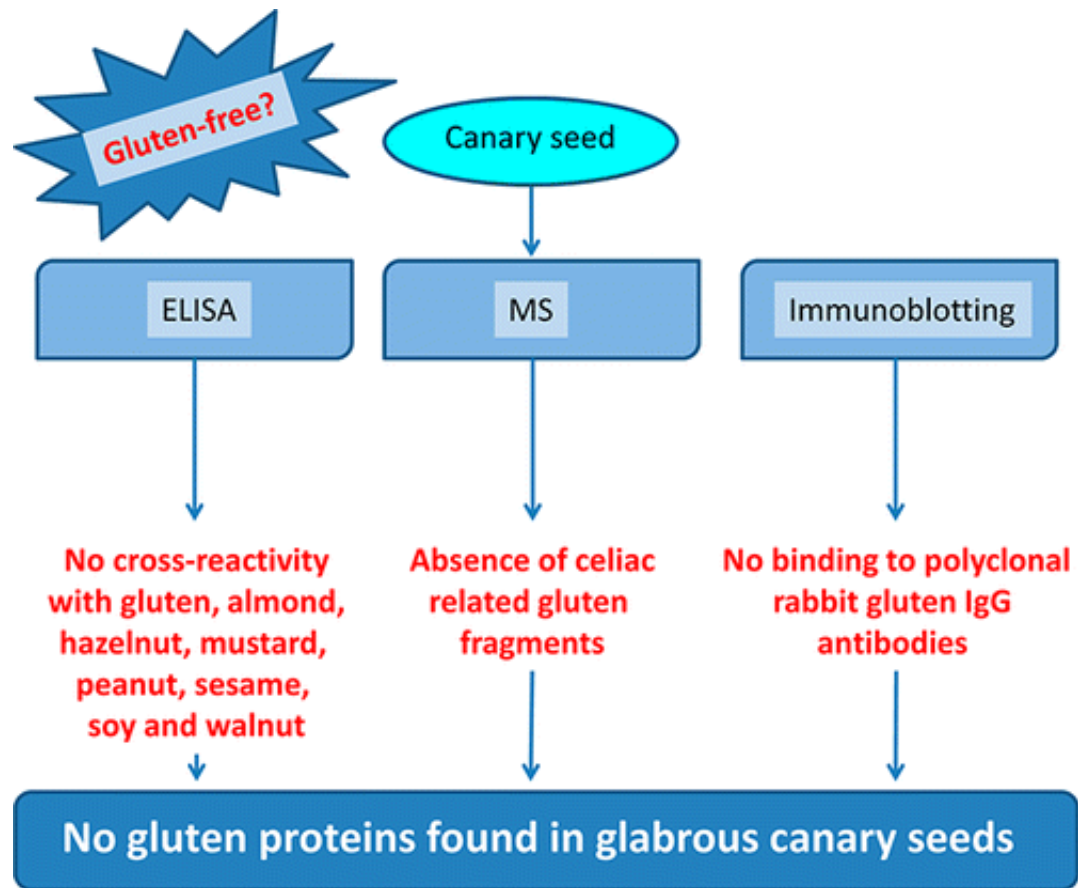 Gluten-free?
Canary seed
ELISA
MS
Immunoblotting
No cross-reactivity
with gluten, almond,
hazelnut, mustard,
peanut, sesame,
soy and walnut
Absence of celiac
related gluten
fragments
No binding to polyclonal
rabbit gluten IgG
antibodies
No gluten proteins found in glabrous canary seeds